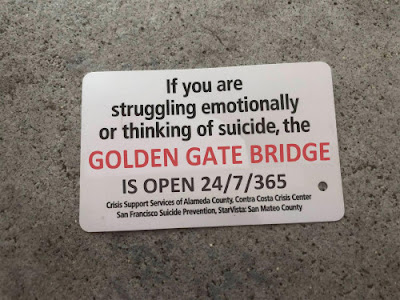 If you are
struggling emotionally
or thinking of suicide, the
GOLDEN GATE BRIDGE
IS OPEN 24/7/365
Crisis Support Services of Alameda County, Contra Costa Crisis Center
San Francisco Suicide Prevention, StarVista: San Mateo County